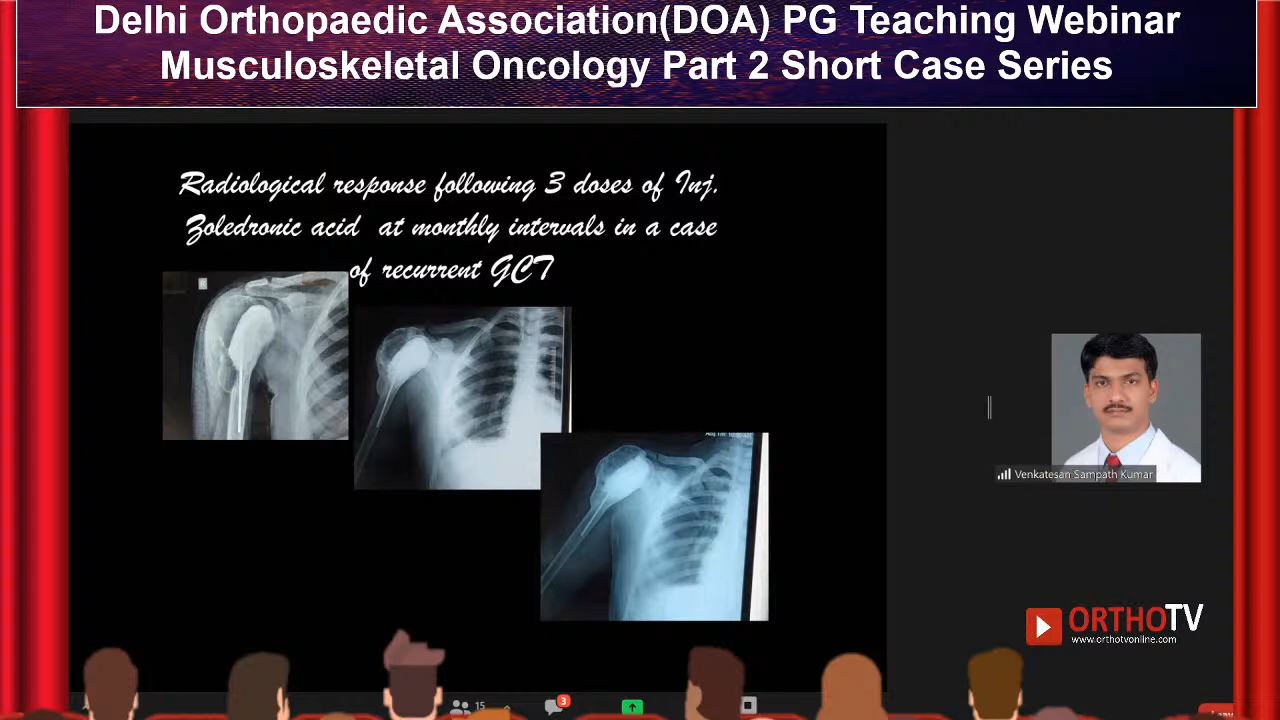 Delhi Orthopaedic Association(DOA) PG Teaching Webinar
Musculoskeletal Oncology Part 2 Short Case Series
Radiological response following 3 doses of Inj.
Zoledronic acid at monthly intervals in a case
of recurrent GCT
R
Venkatesan Sampath Kumar
ORTHOTV
www.orthotvonline.com
15
3